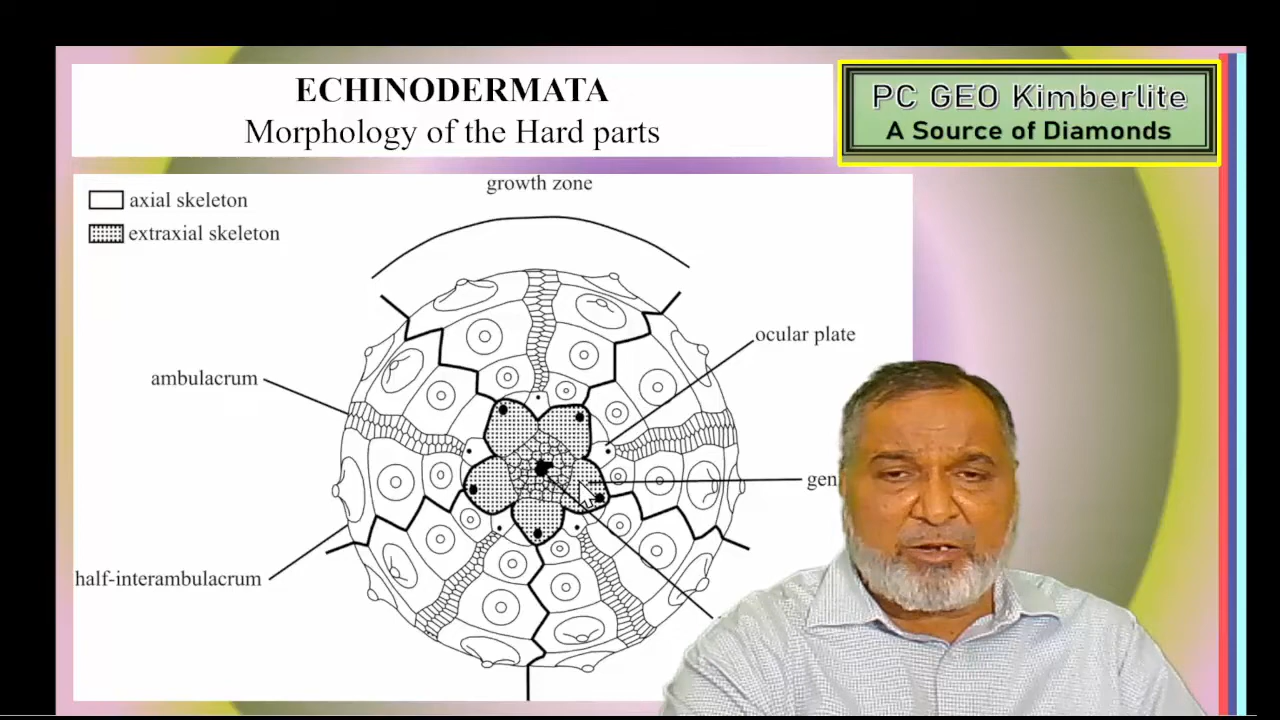 ECHINODERMATA
Morphology of the Hard parts
PC GEO Kimberlite
A Source of Diamonds
growth zone
axial skeleton
extraxial skeleton
ocular plate
ambulacrum
gen
half-interambulacrum